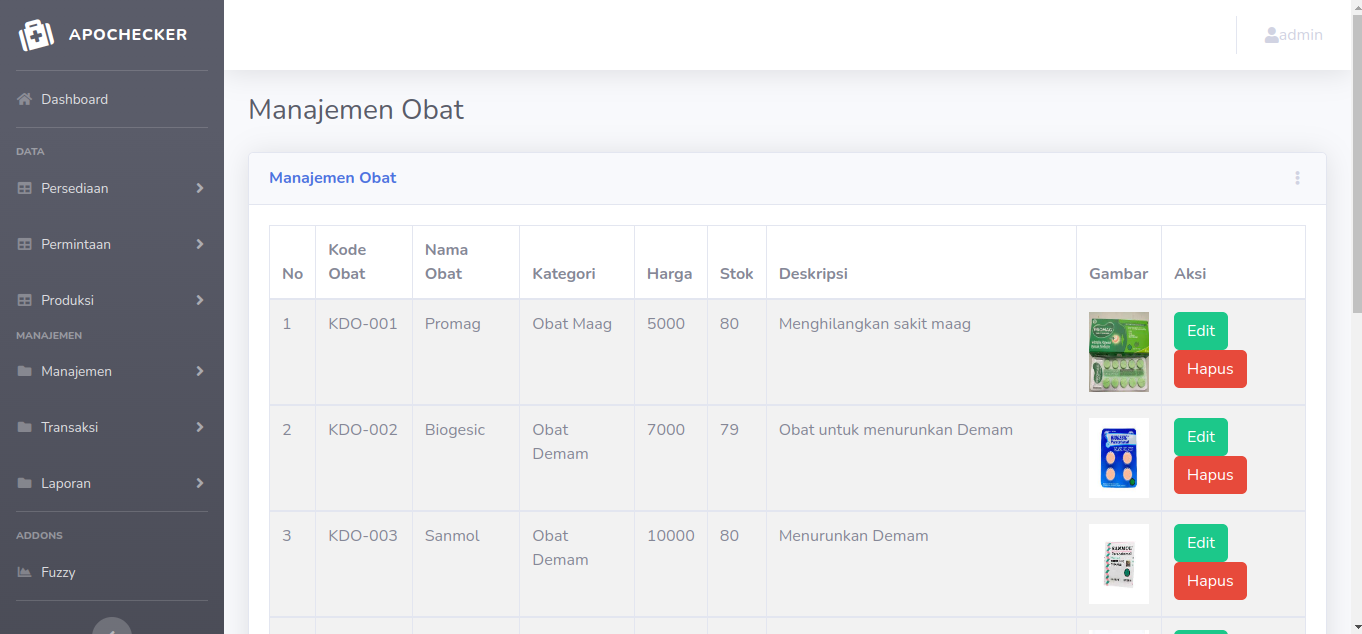 APOCHECKER
admin
Dashboard
Manajemen Obat
DATA
Manajemen Obat
Persediaan
Permintaan
Produksi
MANAJEMEN
Manajemen
Transaksi
Laporan
ADDONS
Fuzzy
No Kode Obat Nama Obat Kategori Harga Stok Deskripsi Gambar Aksi
1 KDO-001 Promag Obat Maag 5000 80 Menghilangkan sakit maag Edit
Hapus
2 KDO-002 Biogesic Obat 7000 79 Obat untuk menurunkan Demam Edit
Demam Hapus
3 KDO-003 Sanmol Obat 10000 80 Menurunkan Demam Edit
Demam Hapus